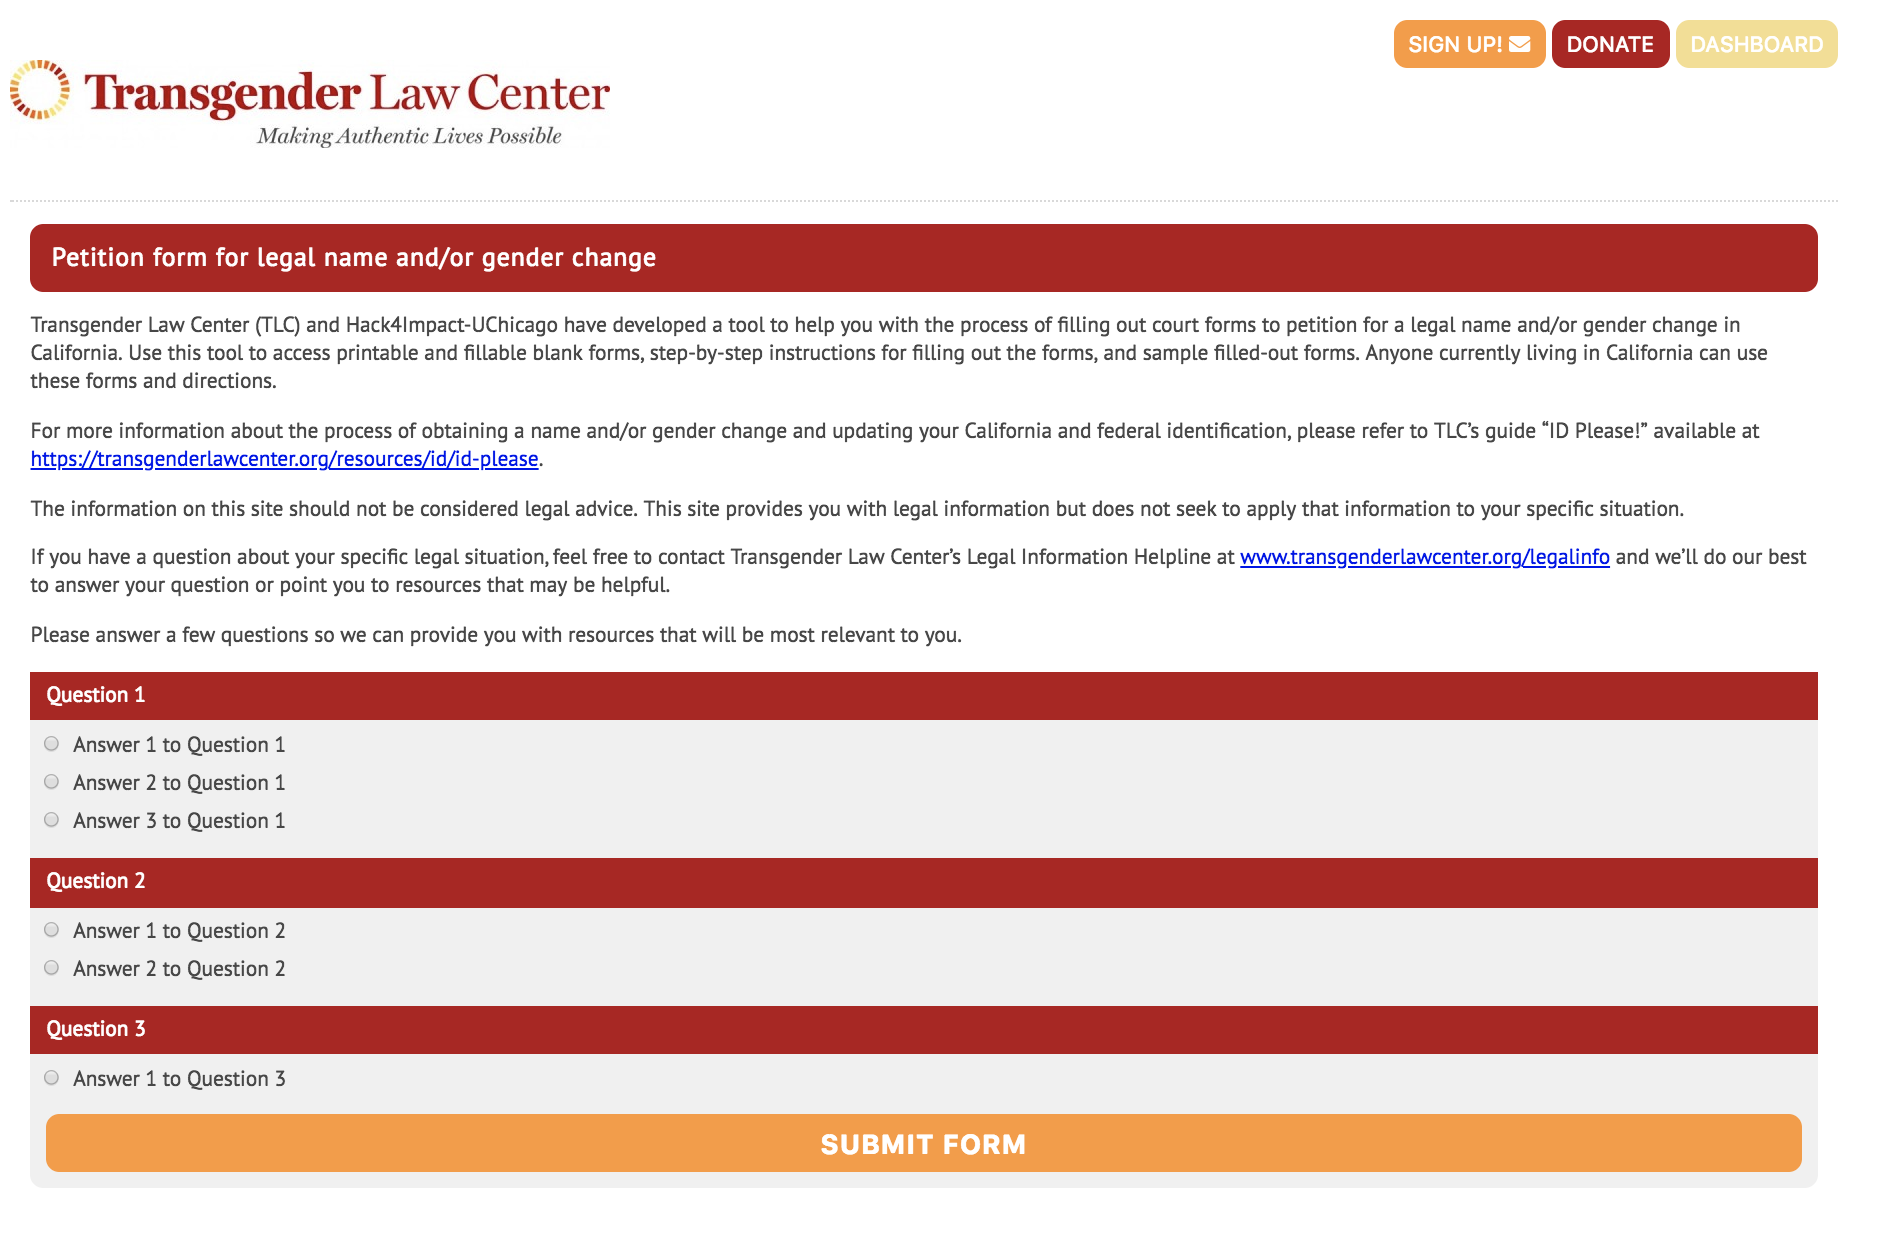 SIGN UP! DONATE DASHBOARD
Transgender Law Center
Making Authentic Lives Possible
Petition form for legal name and/or gender change
Transgender Law Center (TLC) and Hack4Impact-UChicago have developed a tool to help you with the process of filling out court forms to petition for a legal name and/or gender change in
California. Use this tool to access printable and fillable blank forms, step-by-step instructions for filling out the forms, and sample filled-out forms. Anyone currently living in California can use
these forms and directions.
For more information about the process of obtaining a name and/or gender change and updating your California and federal identification, please refer to TLC’s guide “ID Please!” available at
https://transgenderlawcenter.org/resources/id/id-please.
The information on this site should not be considered legal advice. This site provides you with legal information but does not seek to apply that information to your specific situation.
If you have a question about your specific legal situation, feel free to contact Transgender Law Center’s Legal Information Helpline at www.transgenderlawcenter.org/legalinfo and we’ll do our best
to answer your question or point you to resources that may be helpful.
Please answer a few questions so we can provide you with resources that will be most relevant to you.
Question 1
Answer 1 to Question 1
Answer 2 to Question 1
Answer 3 to Question 1
Question 2
Answer 1 to Question 2
Answer 2 to Question 2
Question 3
Answer 1 to Question 3
SUBMIT FORM